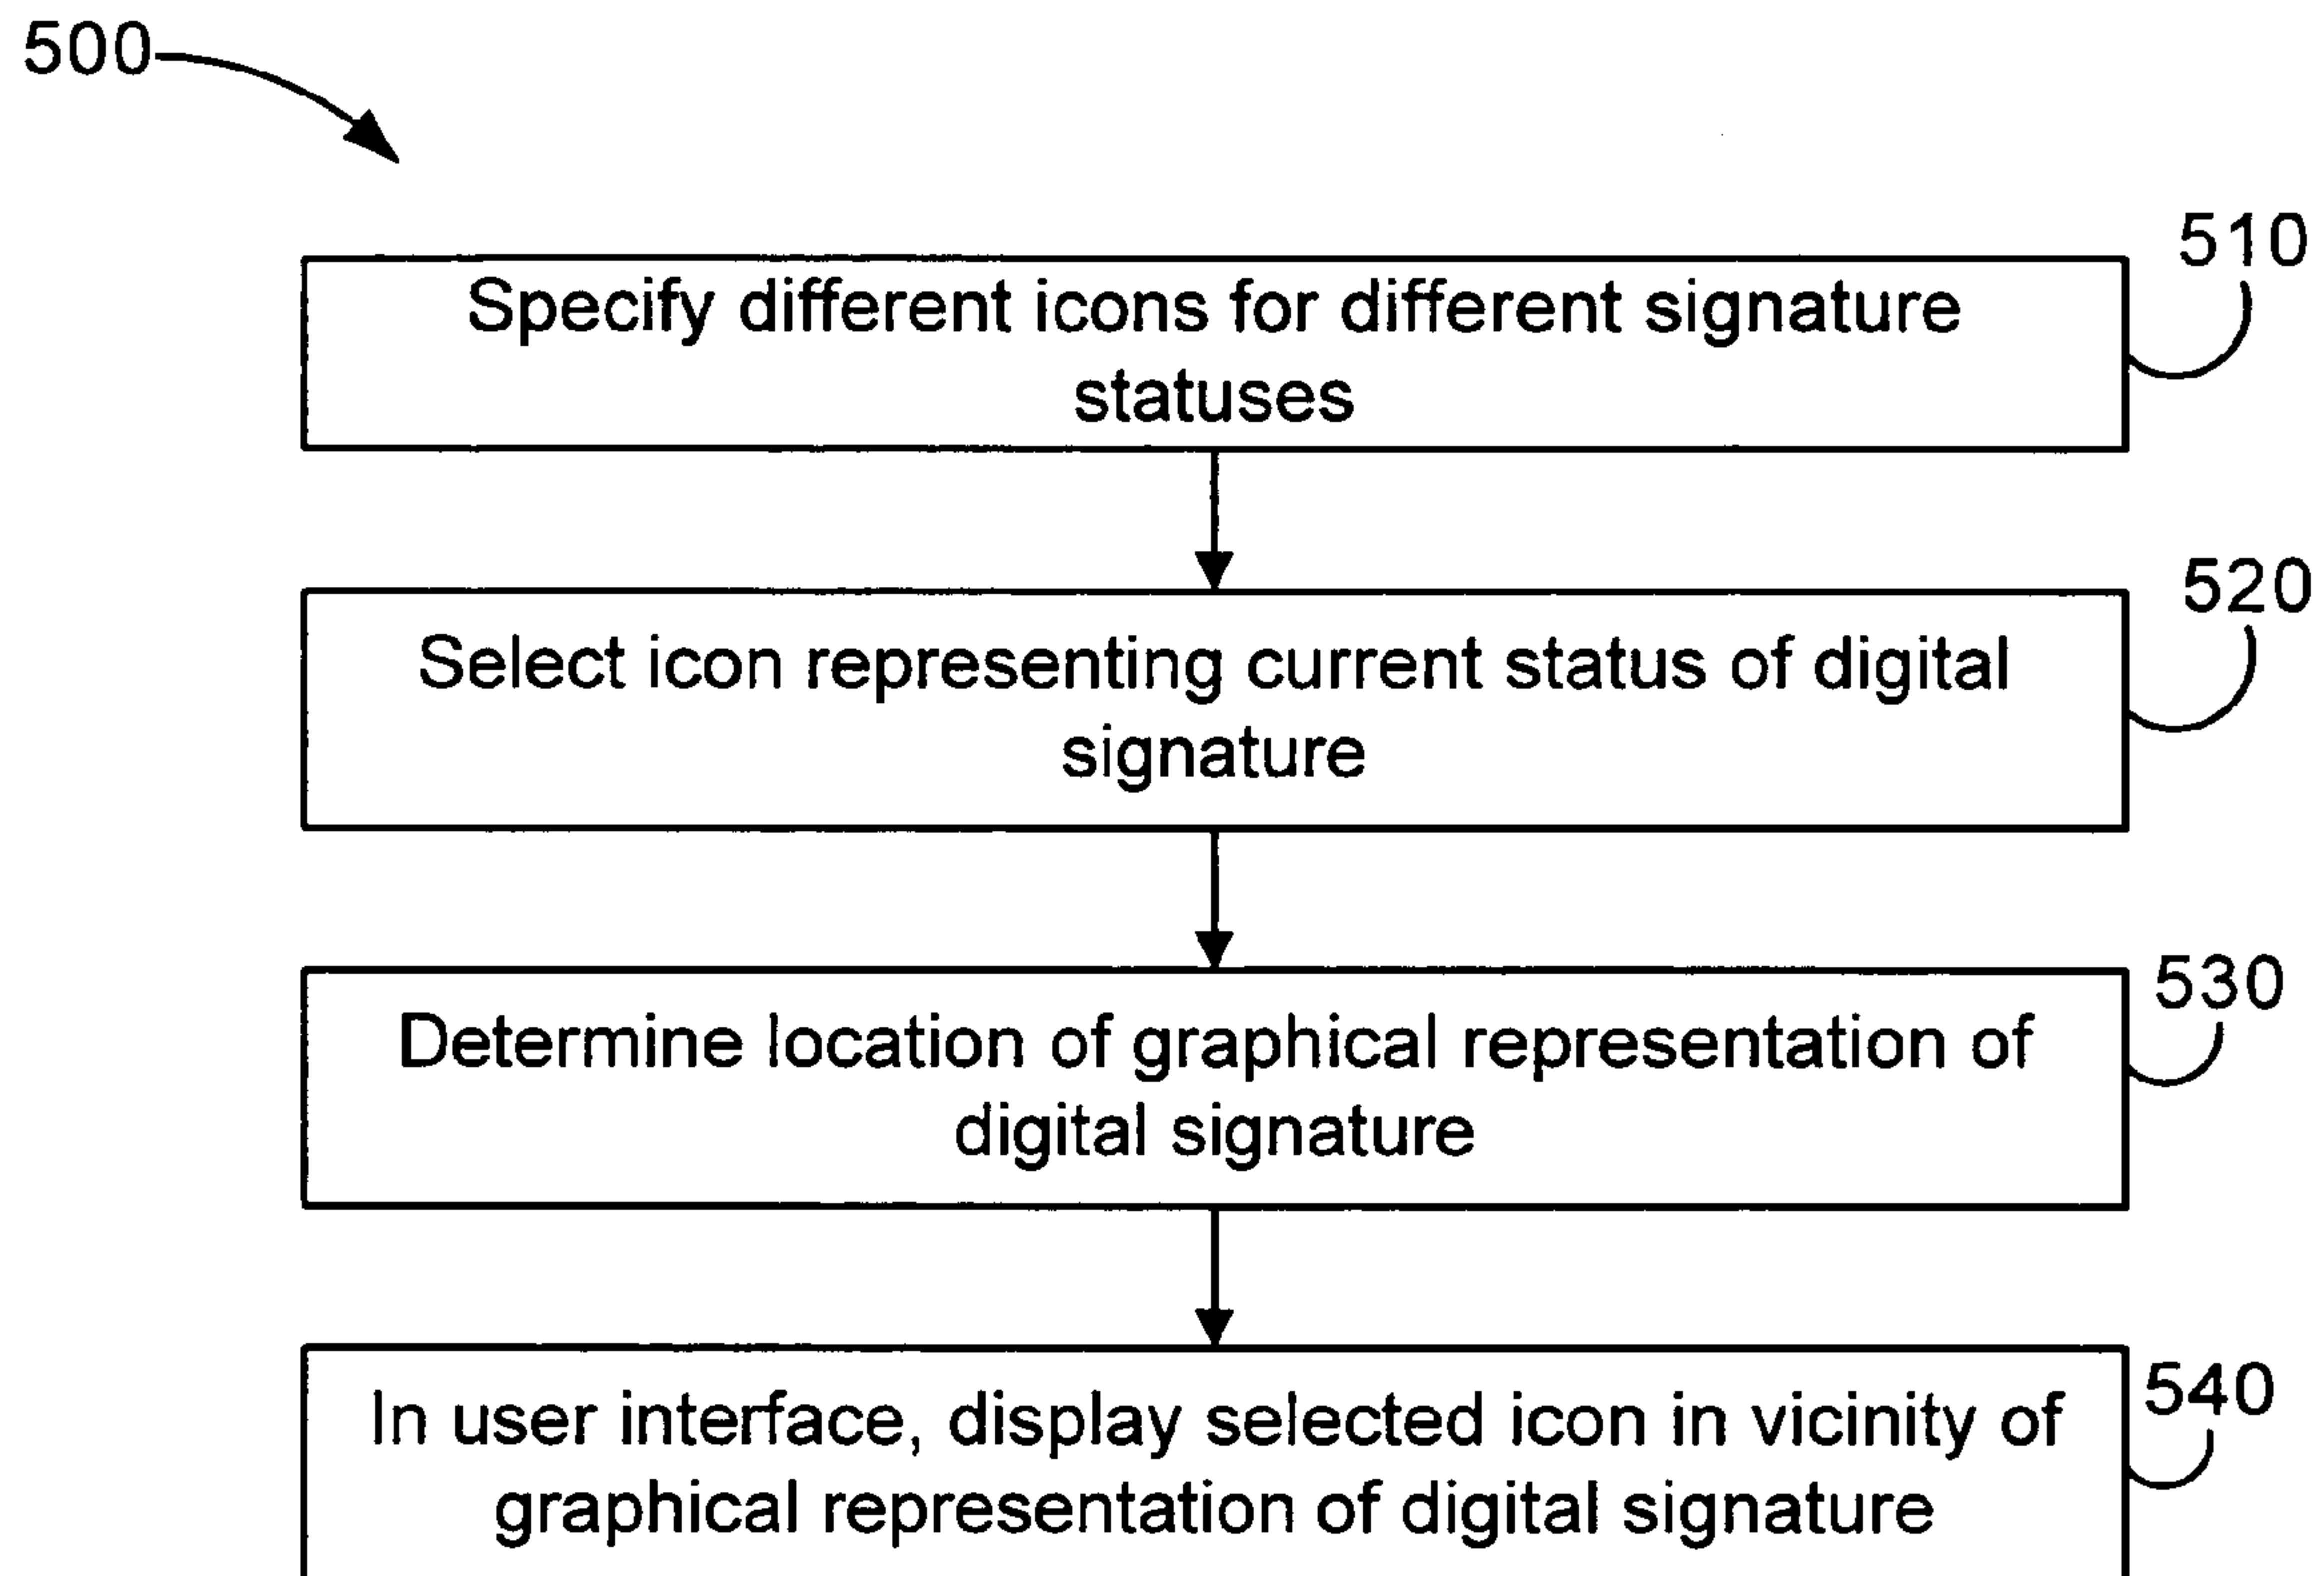 500
510
Specify different icons for different signature
statuses
520
Select icon representing current status of digital
signature
530
Determine location of graphical representation of
digital signature
540
In user interface, display selected icon in vicinity of
graphical representation of digital signature